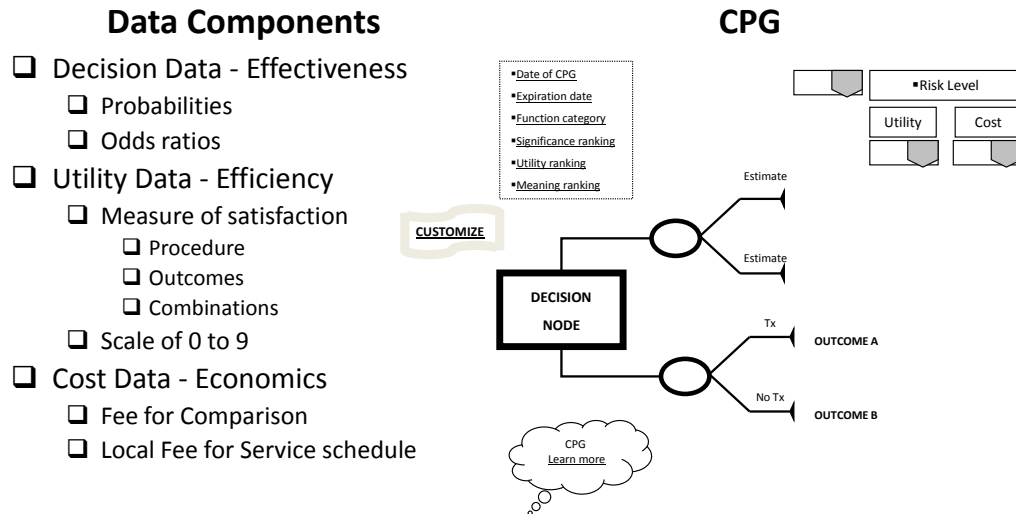 Data Components
Decision Data - Effectiveness
Probabilities
Odds ratios
Utility Data - Efficiency
Measure of satisfaction
Procedure
Outcomes
Combinations
Scale of 0 to 9
Cost Data - Economics
Fee for Comparison
Local Fee for Service schedule
CPG
Date of CPG
Expiration date
Function category
Significance ranking
Utility ranking
Meaning ranking
Risk Level
Utility
Cost
CUSTOMIZE
Estimate
Estimate
DECISION
NODE
Tx
OUTCOME A
No Tx
OUTCOME B
CPG
Learn more